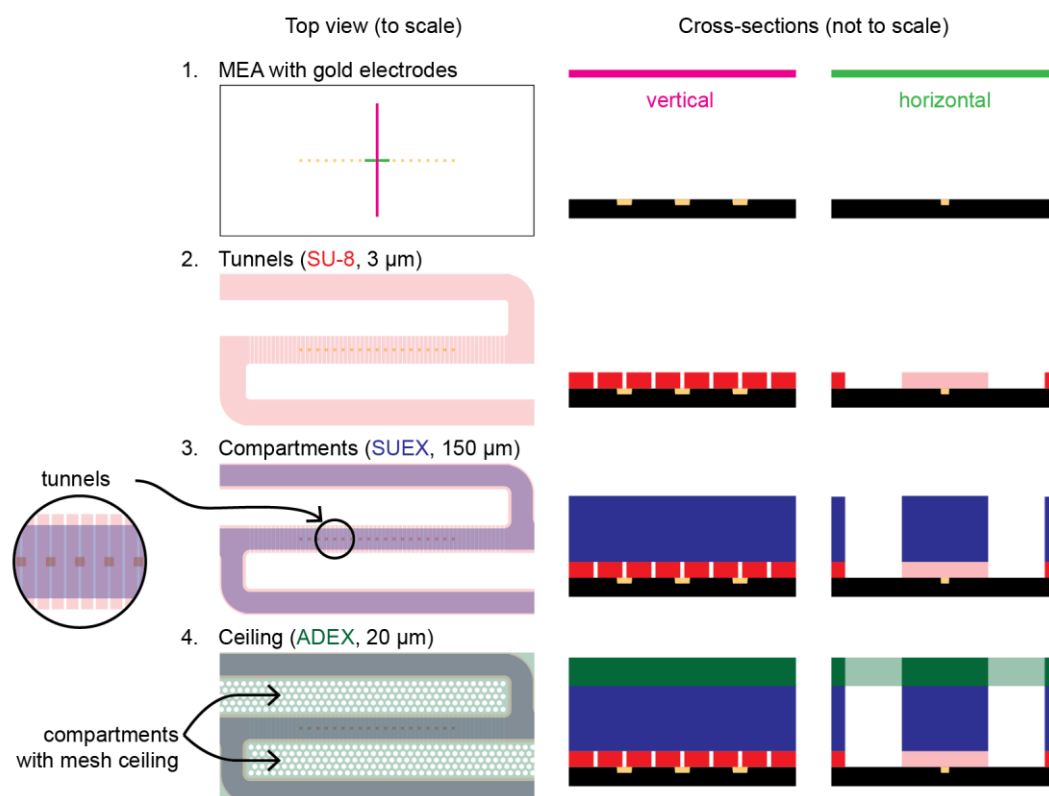 Top view (to scale)
Cross-sections (not to scale)
1. MEA with gold electrodes
vertical
horizontal
2. Tunnels (SU-8, 3 μm)
3. Compartments (SUEX, 150 μm)
tunnels
4. Ceiling (ADEX, 20 μm)
compartments
with mesh ceiling